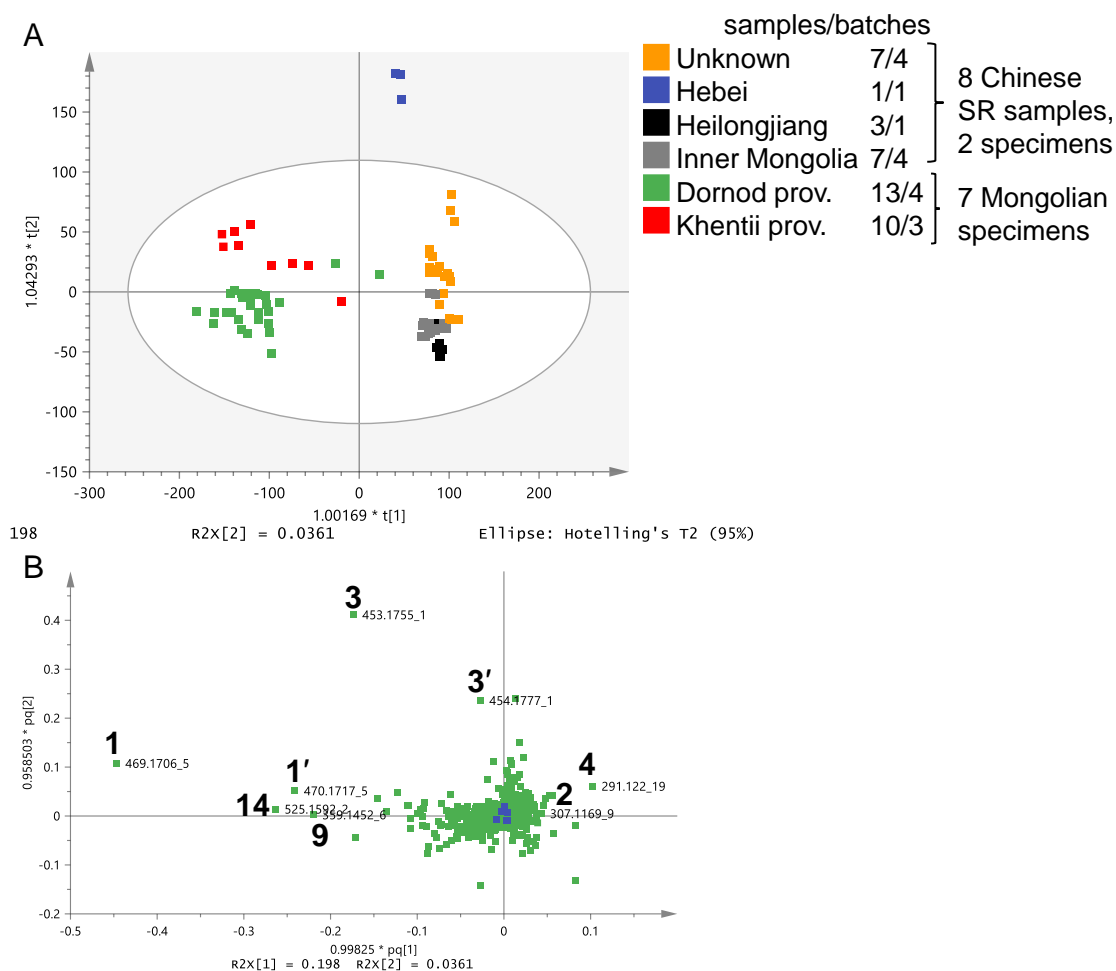 A
samples/batches
Unknown 7/4
Hebei 1/1
Heilongjiang 3/1
Inner Mongolia 7/4
Dornod prov. 13/4
Khentii prov. 10/3
8 Chinese
SR samples,
2 specimens
7 Mongolian
specimens
1.04293 * t[2]
150
100
50
0
-50
-100
-150
-300 -200 -100 0 100 200
1.00169 * t[1]
198 R2X[2] = 0.0361 Ellipse: Hotelling's T2 (95%)
B
0.958503 * pq[2]
0.4
0.3
0.2
0.1
0
-0.1
-0.2
3
453.1755_1
3′
454.1777_1
1
469.1706_5
1′
470.1717_5
14
525.1592_2
359.1452_6
9
4
291.122_19
2
307.1169_9
-0.5 -0.4 -0.3 -0.2 -0.1 0 0.1
0.99825 * pq[1]
R2X[1] = 0.198 R2X[2] = 0.0361